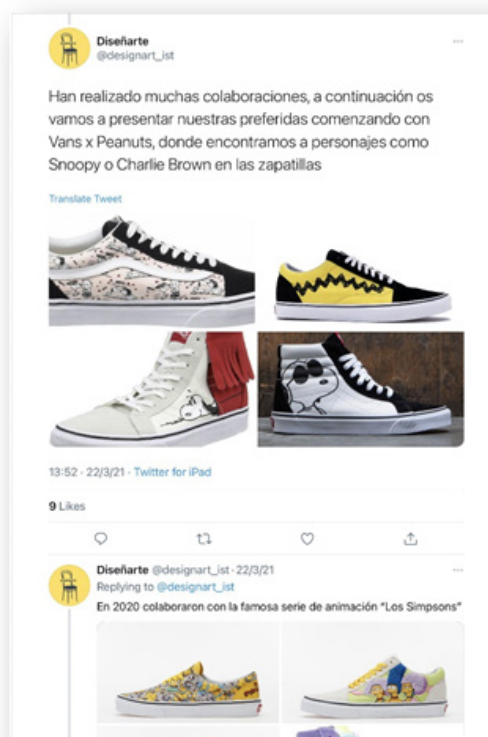 Diseñarte
@designart_ist
Han realizado muchas colaboraciones, a continuación os
vamos a presentar nuestras preferidas comenzando con
Vans x Peanuts, donde encontramos a personajes como
Snoopy o Charlie Brown en las zapatillas
Translate Tweet
13:52 · 22/3/21 · Twitter for iPad
9 Likes
Diseñarte @designart_ist · 22/3/21
Replying to @designart_ist
En 2020 colaboraron con la famosa serie de animación “Los Simpsons”